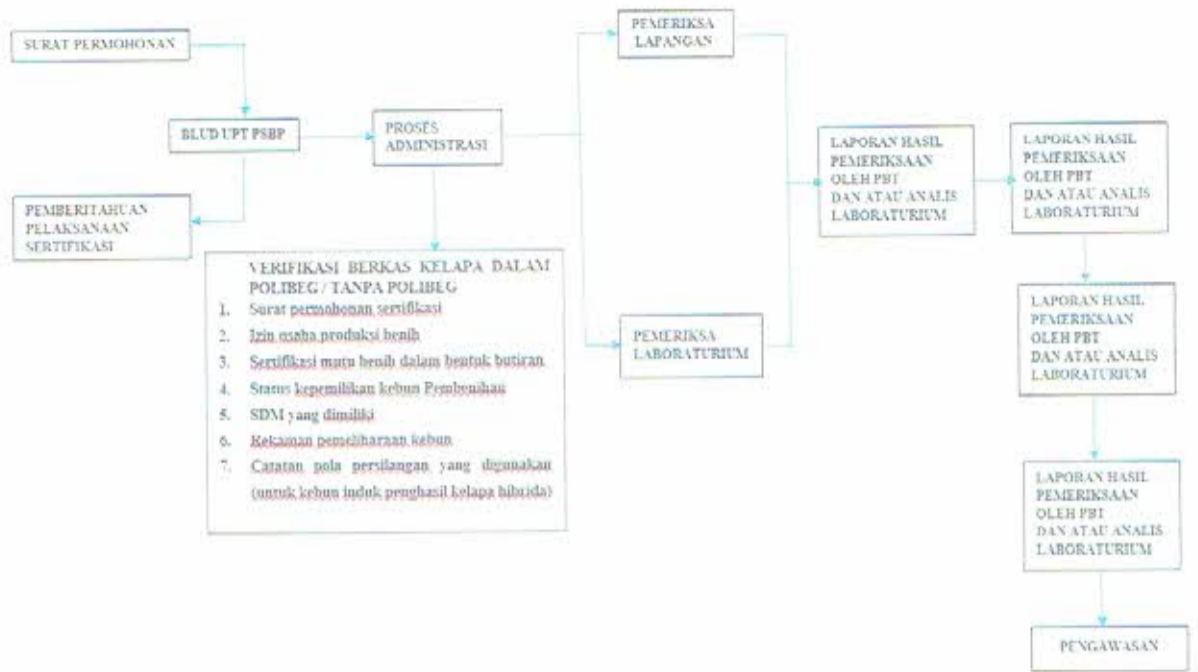 SURAT PERMOHONAN
BLUD UPT PSBP
PEMBERITAHUAN
PELAKSANAAN
SERTIFIKASI
PROSES
ADMINISTRASI
VERIFIKASI BERKAS KELAPA DALAM
POLIBEG / TANPA POLIBEG
1. Surat permohonan sertifikasi
2. Izin usaha produksi benih
3. Sertifikasi mutu benih dalam bentuk butiran
4. Status kepemilikan kebun Pembenihan
5. SDM yang dimiliki
6. Rekaman pemeliharaan kebun
7. Catatan pola persilangan yang digunakan
(untuk kebun induk penghasil kelapa hibrida)
PEMERIKSA
LAPANGAN
PEMERIKSA
LABORATURIUM
LAPORAN HASIL
PEMERIKSAAN
OLEH PBT
DAN ATAU ANALIS
LABORATURIUM
LAPORAN HASIL
PEMERIKSAAN
OLEH PBT
DAN ATAU ANALIS
LABORATURIUM
LAPORAN HASIL
PEMERIKSAAN
OLEH PBT
DAN ATAU ANALIS
LABORATURIUM
LAPORAN HASIL
PEMERIKSAAN
OLEH PBT
DAN ATAU ANALIS
LABORATURIUM
PENGAWASAN